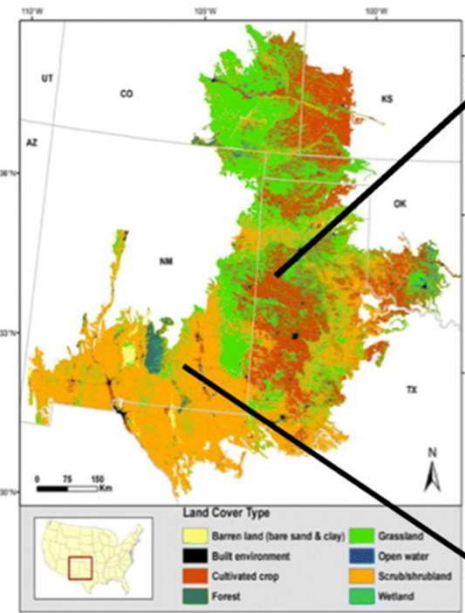 110°W 105°W 100°W
UT
CO
KS
AZ
36°N
OK
NM
33°N
TX
N
0 75 150
Km
30°N
Land Cover Type
Barren land (bare sand & clay)
Grassland
Built environment
Open water
Cultivated crop
Scrub/shrubland
Forest
Wetland